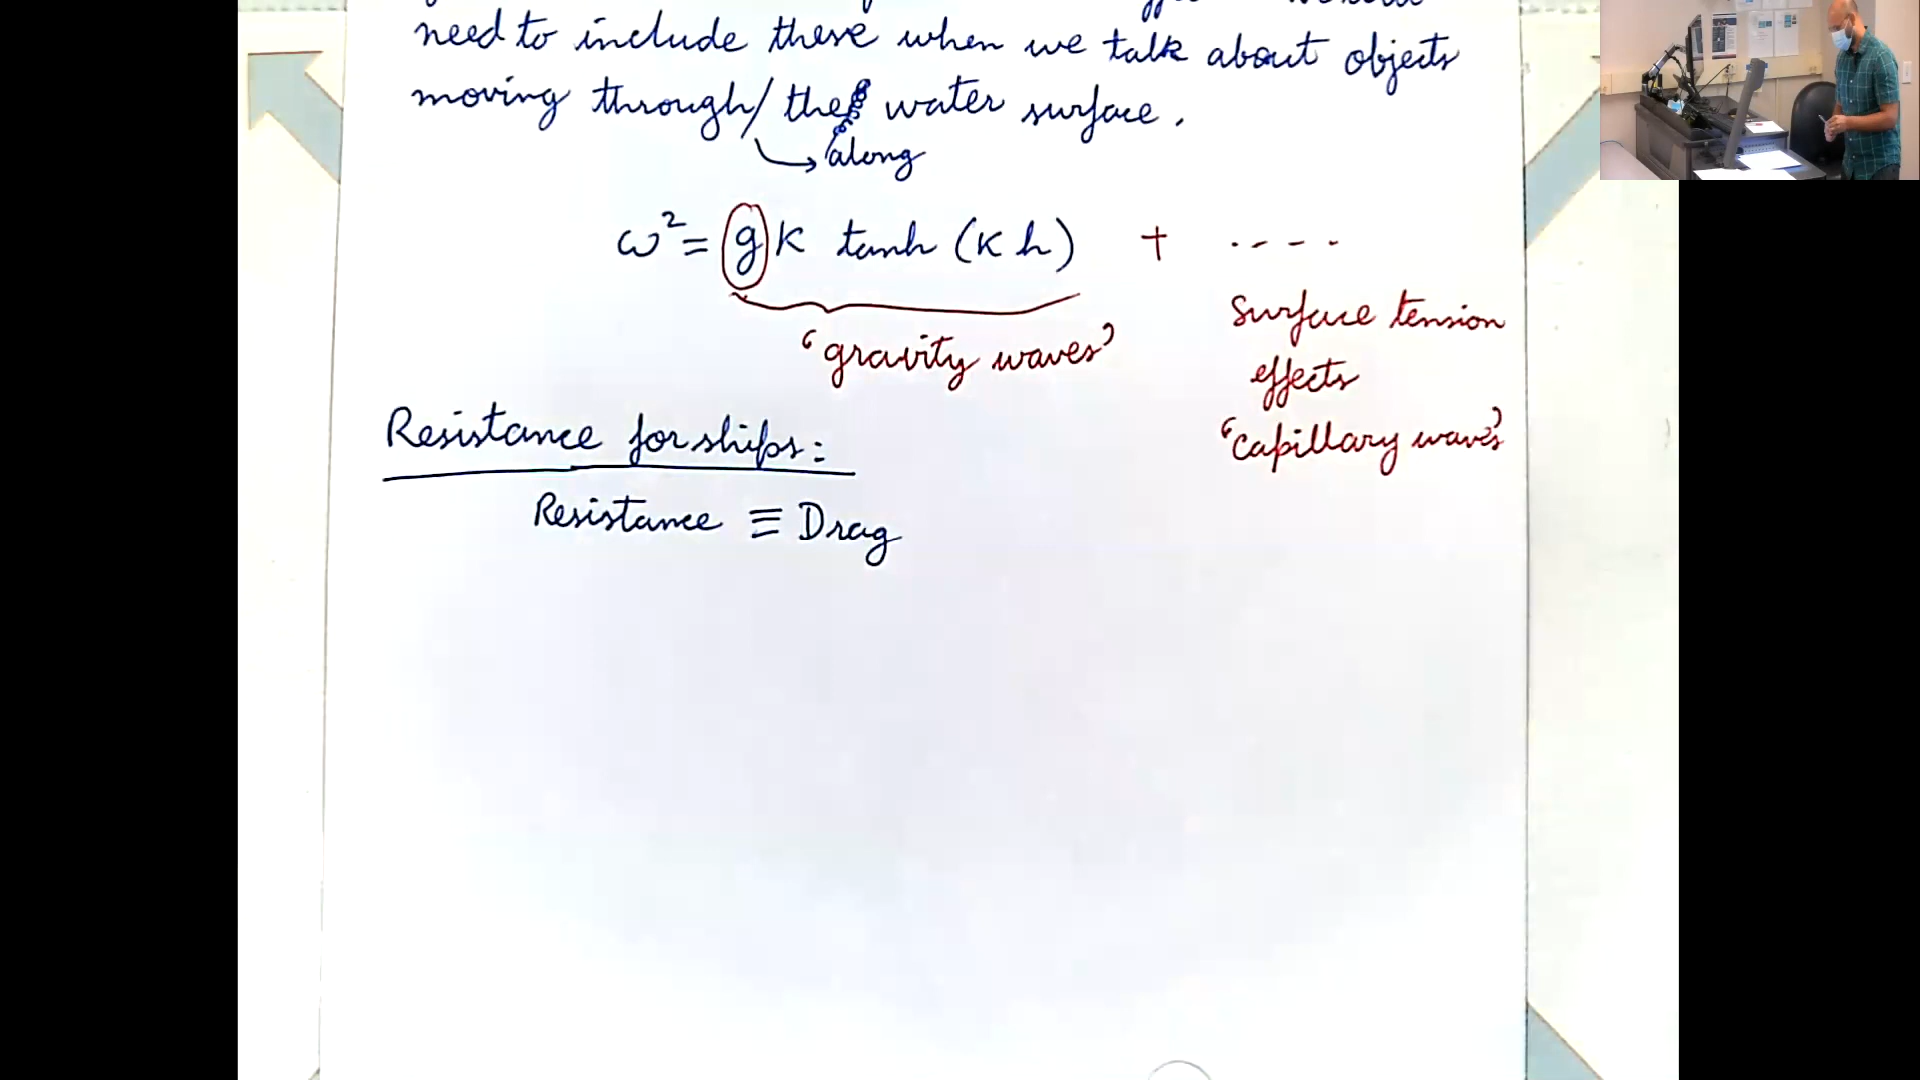 need to include these when we talk about objects
moving through/ the water surface.
along
ω² = g k tanh (k h) + ....
'gravity waves'
Surface tension
effects
'capillary waves'
Resistance for ships:
Resistance ≡ Drag